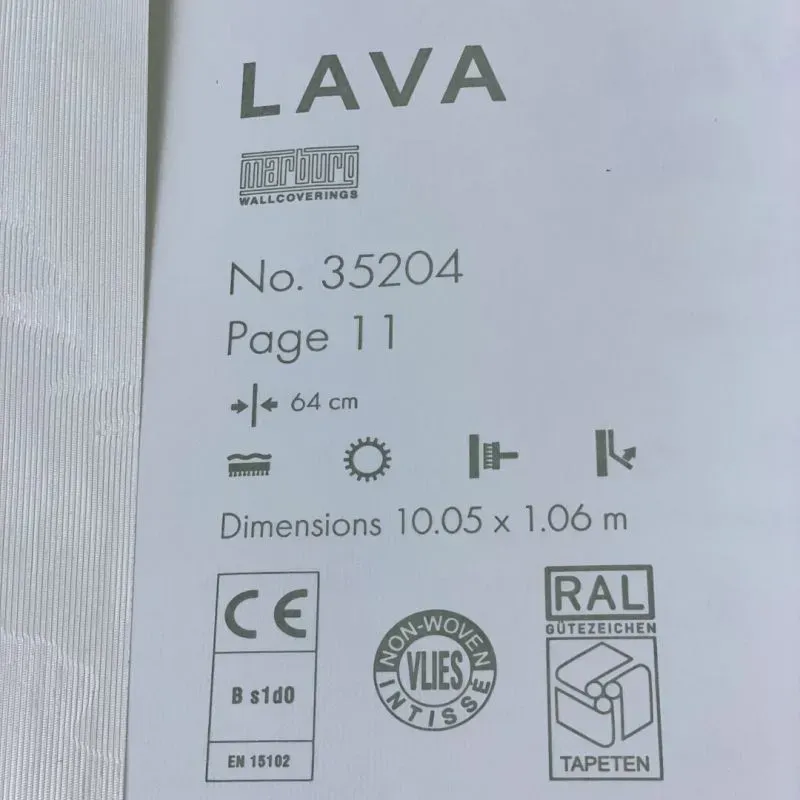 LAVA
marburg
WALLCOVERINGS
No. 35204
Page 11
64 cm
Dimensions 10.05 x 1.06 m
CE
B s1d0
EN 15102
NON-WOVEN
VLIES
INTISSE
RAL
GÜTEZEICHEN
TAPETEN